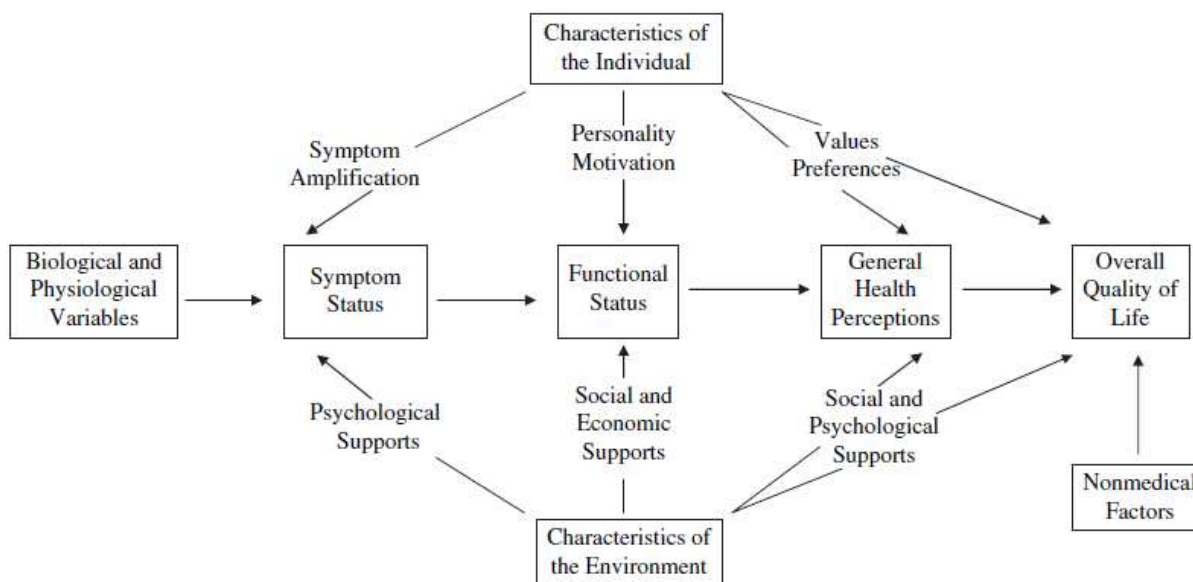 Characteristics of
the Individual
Symptom
Amplification
Personality
Motivation
Values
Preferences
Biological and
Physiological
Variables
Symptom
Status
Functional
Status
General
Health
Perceptions
Overall
Quality of
Life
Psychological
Supports
Social and
Economic
Supports
Social and
Psychological
Supports
Nonmedical
Factors
Characteristics of
the Environment